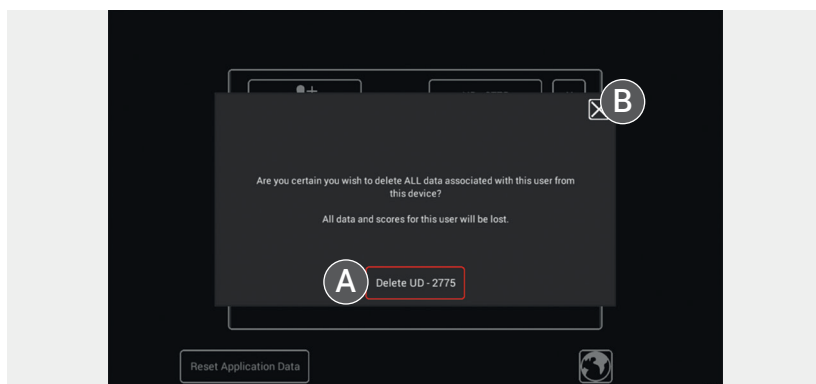 B
Are you certain you wish to delete ALL data associated with this user from
this device?
All data and scores for this user will be lost.
A
Delete UD - 2775
Reset Application Data